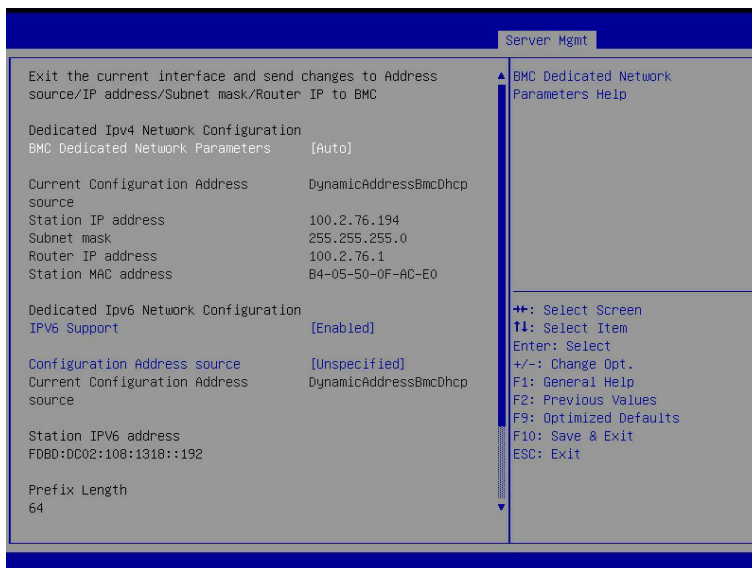 Server Mgmt
Exit the current interface and send changes to Address
source/IP address/Subnet mask/Router IP to BMC
Dedicated Ipv4 Network Configuration
BMC Dedicated Network Parameters [Auto]
Current Configuration Address DynamicAddressBmcDhcp
source
Station IP address 100.2.76.194
Subnet mask 255.255.255.0
Router IP address 100.2.76.1
Station MAC address B4-05-50-0F-AC-E0
Dedicated Ipv6 Network Configuration
IPV6 Support [Enabled]
Configuration Address source [Unspecified]
Current Configuration Address DynamicAddressBmcDhcp
source
Station IPV6 address
FDBD:DC02:108:1318::192
Prefix Length
64
BMC Dedicated Network
Parameters Help
→←: Select Screen
↑↓: Select Item
Enter: Select
+/-: Change Opt.
F1: General Help
F2: Previous Values
F9: Optimized Defaults
F10: Save & Exit
ESC: Exit